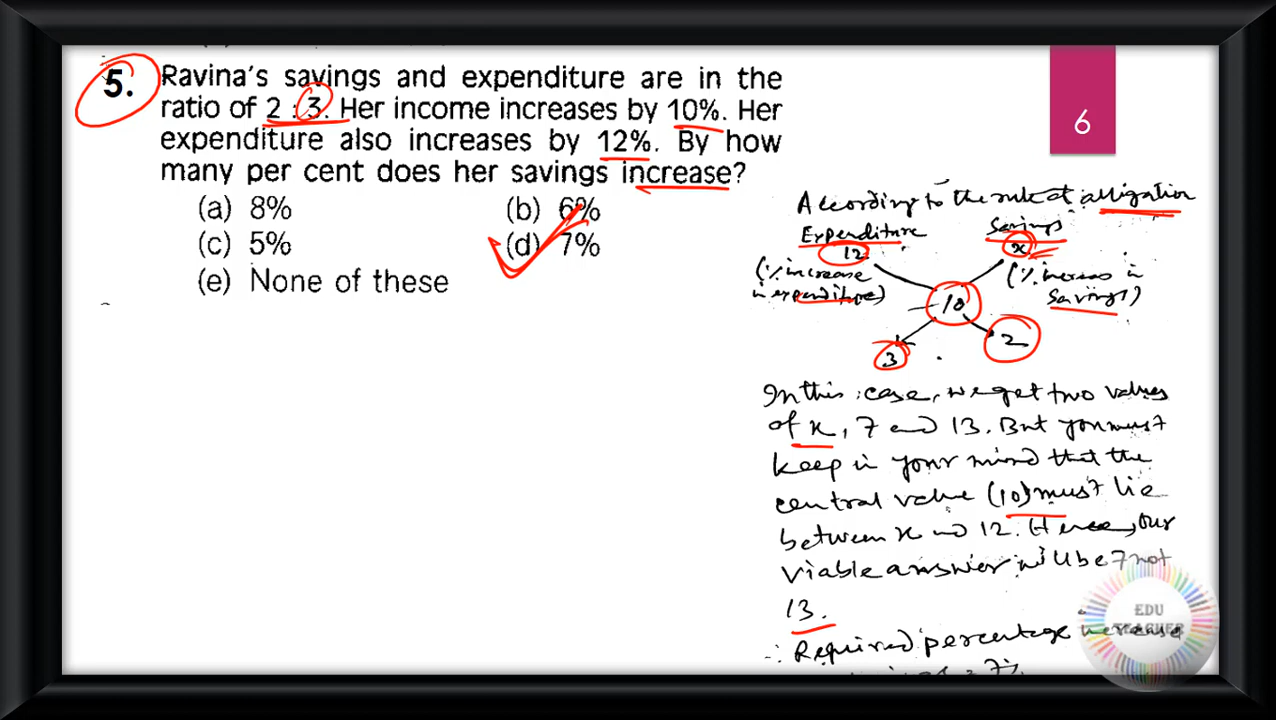 5. Ravina's savings and expenditure are in the
ratio of 2 : 3. Her income increases by 10%. Her
expenditure also increases by 12%. By how
many per cent does her savings increase?
(a) 8% (b) 6%
(c) 5% (d) 7%
(e) None of these
6
According to the rule of alligation
Expenditure Savings
12 x
(% increase in expenditure) (% increase in Savings)
10
3 2
In this case, we get two values
of x, 7 and 13. But you must
keep in your mind that the
central value (10) must lie
between x and 12. Hence, our
viable answer will be 7 not
13.
∴ Required percentage increase
= 7%
EDU
TEACHER